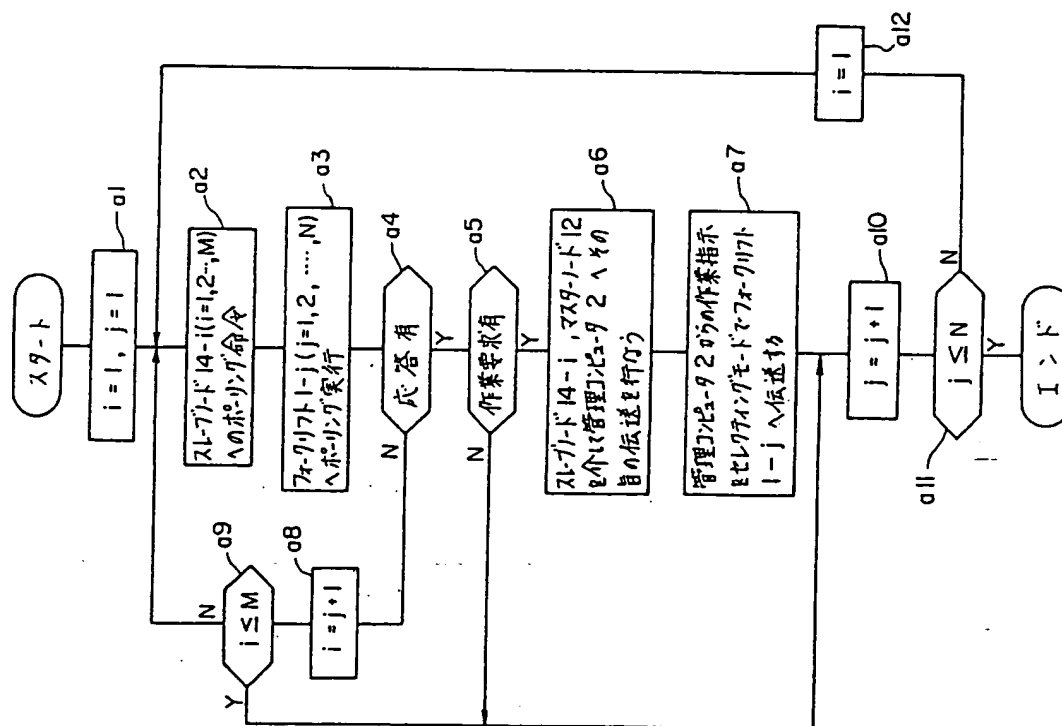 スタート
i = 1, j = 1
a1
スレーブノード14-i(i=1,2…,M)
へのポーリング命令
a2
フォークリフト1-j(j=1,2,……,N)
へポーリング実行
a3
応答有
a4
N
Y
作業要求有
a5
N
Y
スレーブノード14-i,マスターノード12
を介して管理コンピュータ2へその
旨の伝送を行なう
a6
管理コンピュータ2からの作業指示
をセレクティングモードでフォークリフト
1-jへ伝送する
a7
i = j + 1
a8
i ≤ M
a9
N
Y
j = j + 1
a10
j ≤ N
a11
N
Y
i = 1
a12
エンド